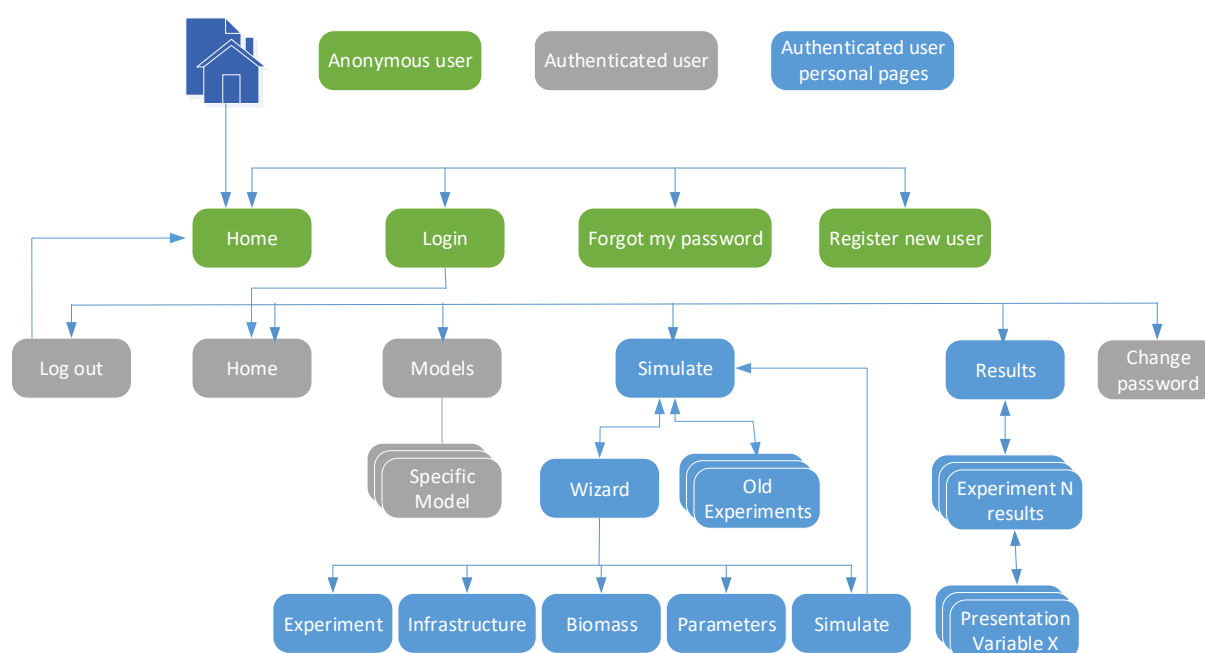 Anonymous user
Authenticated user
Authenticated user
personal pages
Home
Login
Forgot my password
Register new user
Log out
Home
Models
Simulate
Results
Change
password
Specific
Model
Wizard
Old
Experiments
Experiment N
results
Experiment
Infrastructure
Biomass
Parameters
Simulate
Presentation
Variable X